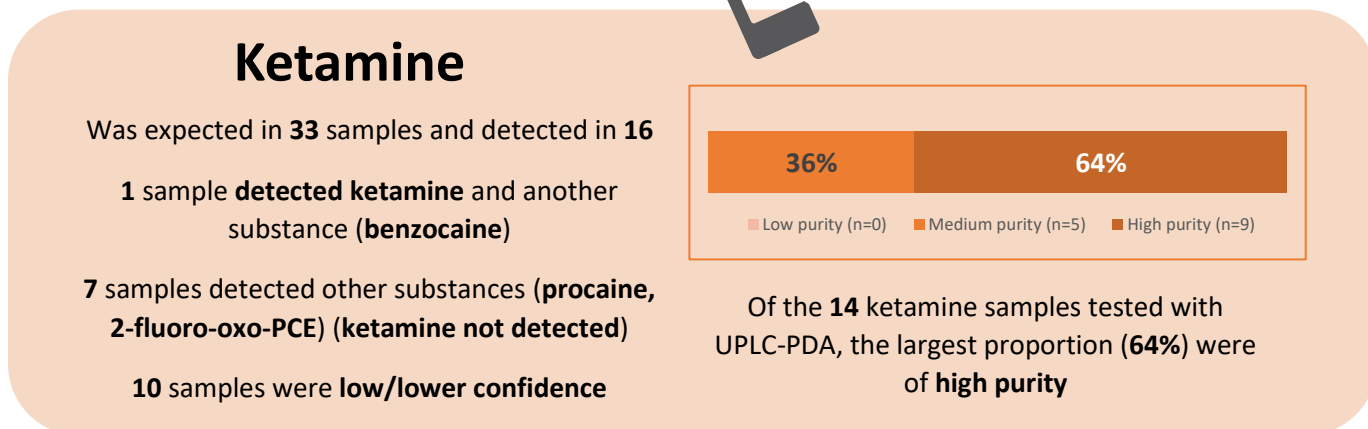 Ketamine
Was expected in 33 samples and detected in 16
1 sample detected ketamine and another
substance (benzocaine)
7 samples detected other substances (procaine,
2-fluoro-oxo-PCE) (ketamine not detected)
10 samples were low/lower confidence
36% 64%
Low purity (n=0) Medium purity (n=5) High purity (n=9)
Of the 14 ketamine samples tested with
UPLC-PDA, the largest proportion (64%) were
of high purity